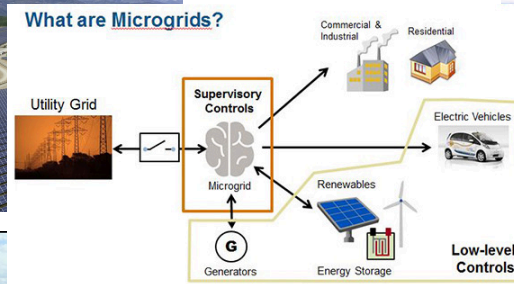 What are Microgrids?
Commercial &
Industrial
Residential
Supervisory
Controls
Utility Grid
Electric Vehicles
Microgrid
Renewables
G
Generators
Energy Storage
Low-level
Controls